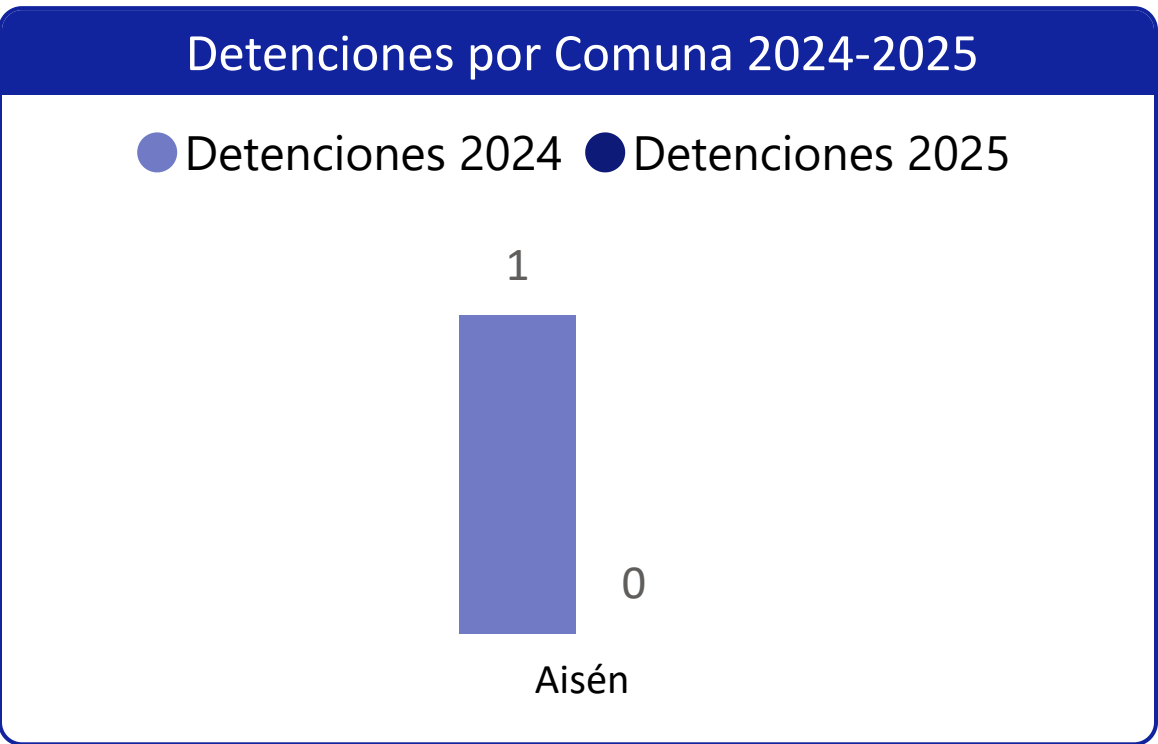 Detenciones por Comuna 2024-2025
Detenciones 2024 Detenciones 2025
1
0
Aisén